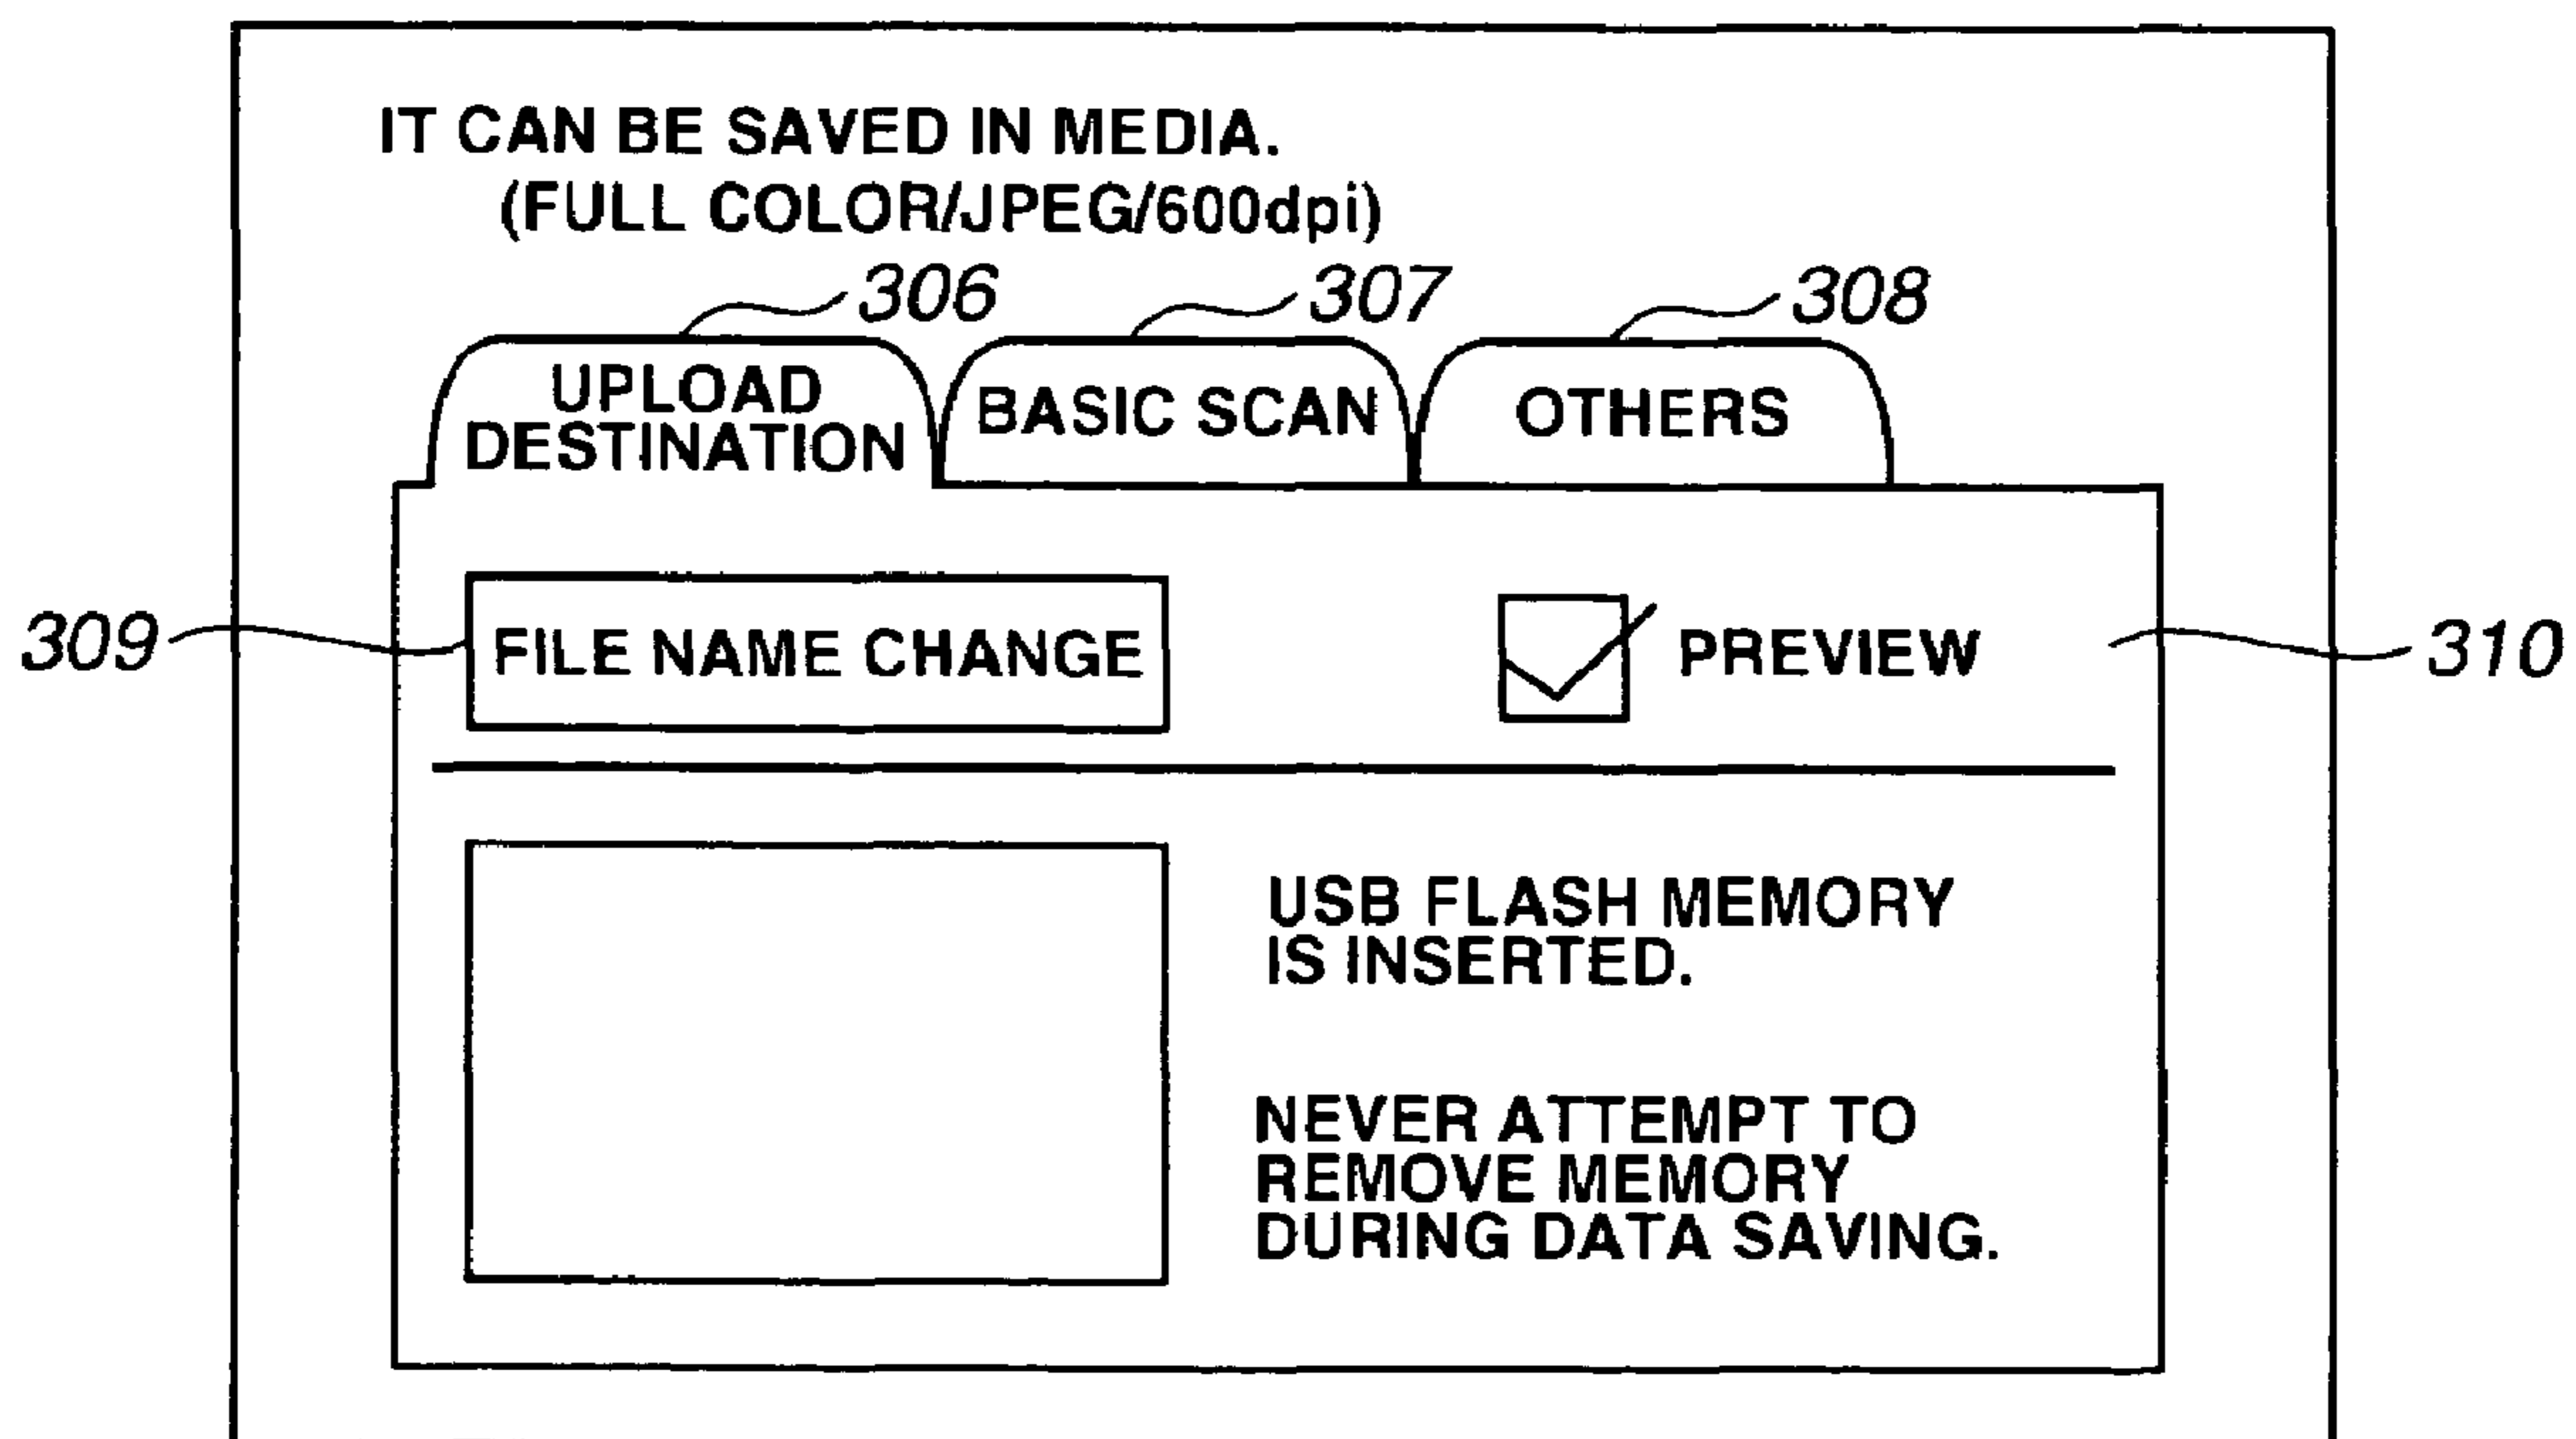 IT CAN BE SAVED IN MEDIA.
(FULL COLOR/JPEG/600dpi)
306
307
308
UPLOAD
DESTINATION
BASIC SCAN
OTHERS
309
FILE NAME CHANGE
PREVIEW
310
USB FLASH MEMORY
IS INSERTED.
NEVER ATTEMPT TO
REMOVE MEMORY
DURING DATA SAVING.